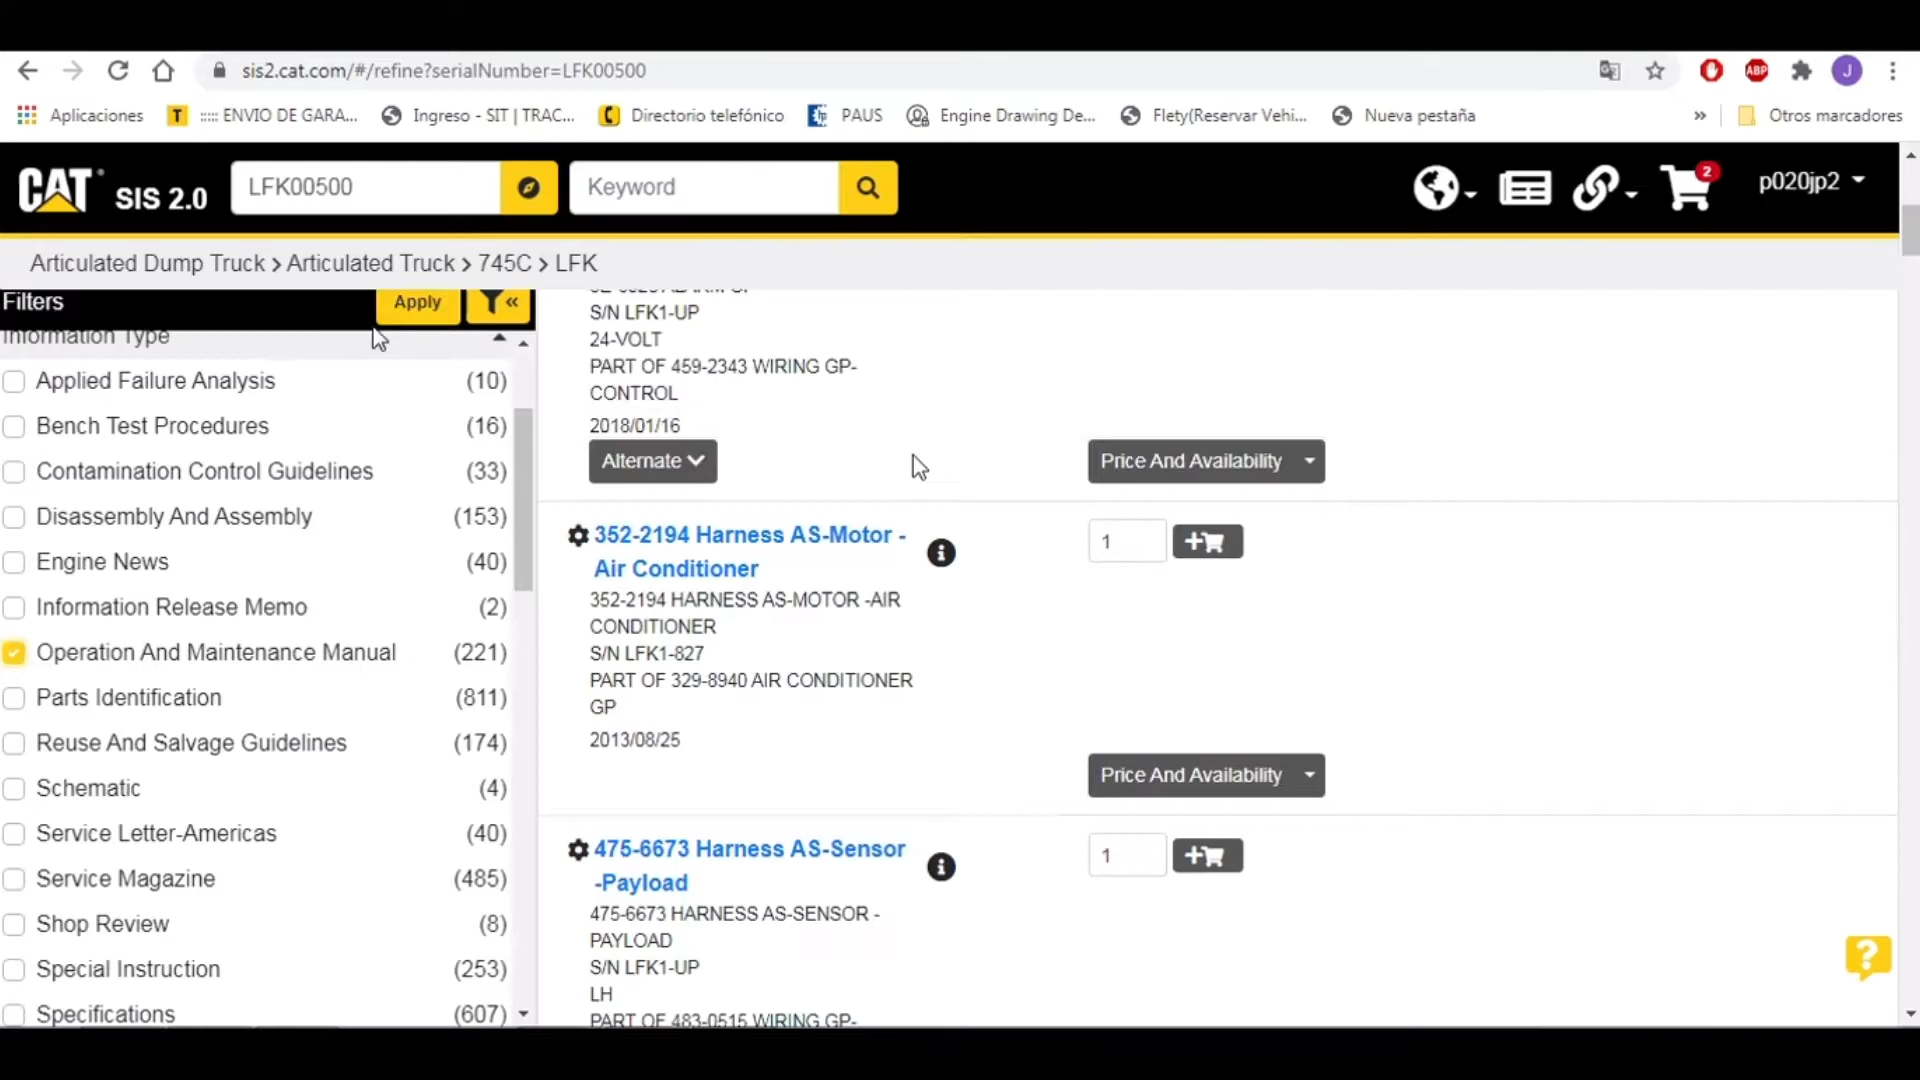 sis2.cat.com/#/refine?serialNumber=LFK00500
ABP
J
Aplicaciones
T
::::: ENVIO DE GARA...
Ingreso - SIT | TRAC...
Directorio telefónico
PAUS
Engine Drawing De...
Flety(Reservar Vehi...
Nueva pestaña
»
Otros marcadores
CAT SIS 2.0
LFK00500
Keyword
2
p020jp2
Articulated Dump Truck > Articulated Truck > 745C > LFK
Filters
Apply
Information Type
Applied Failure Analysis (10)
Bench Test Procedures (16)
Contamination Control Guidelines (33)
Disassembly And Assembly (153)
Engine News (40)
Information Release Memo (2)
Operation And Maintenance Manual (221)
Parts Identification (811)
Reuse And Salvage Guidelines (174)
Schematic (4)
Service Letter-Americas (40)
Service Magazine (485)
Shop Review (8)
Special Instruction (253)
Specifications (607)
S/N LFK1-UP
24-VOLT
PART OF 459-2343 WIRING GP-
CONTROL
2018/01/16
Alternate
Price And Availability
352-2194 Harness AS-Motor -
Air Conditioner
1
352-2194 HARNESS AS-MOTOR -AIR
CONDITIONER
S/N LFK1-827
PART OF 329-8940 AIR CONDITIONER
GP
2013/08/25
Price And Availability
475-6673 Harness AS-Sensor
-Payload
1
475-6673 HARNESS AS-SENSOR -
PAYLOAD
S/N LFK1-UP
LH
PART OF 483-0515 WIRING GP-
?